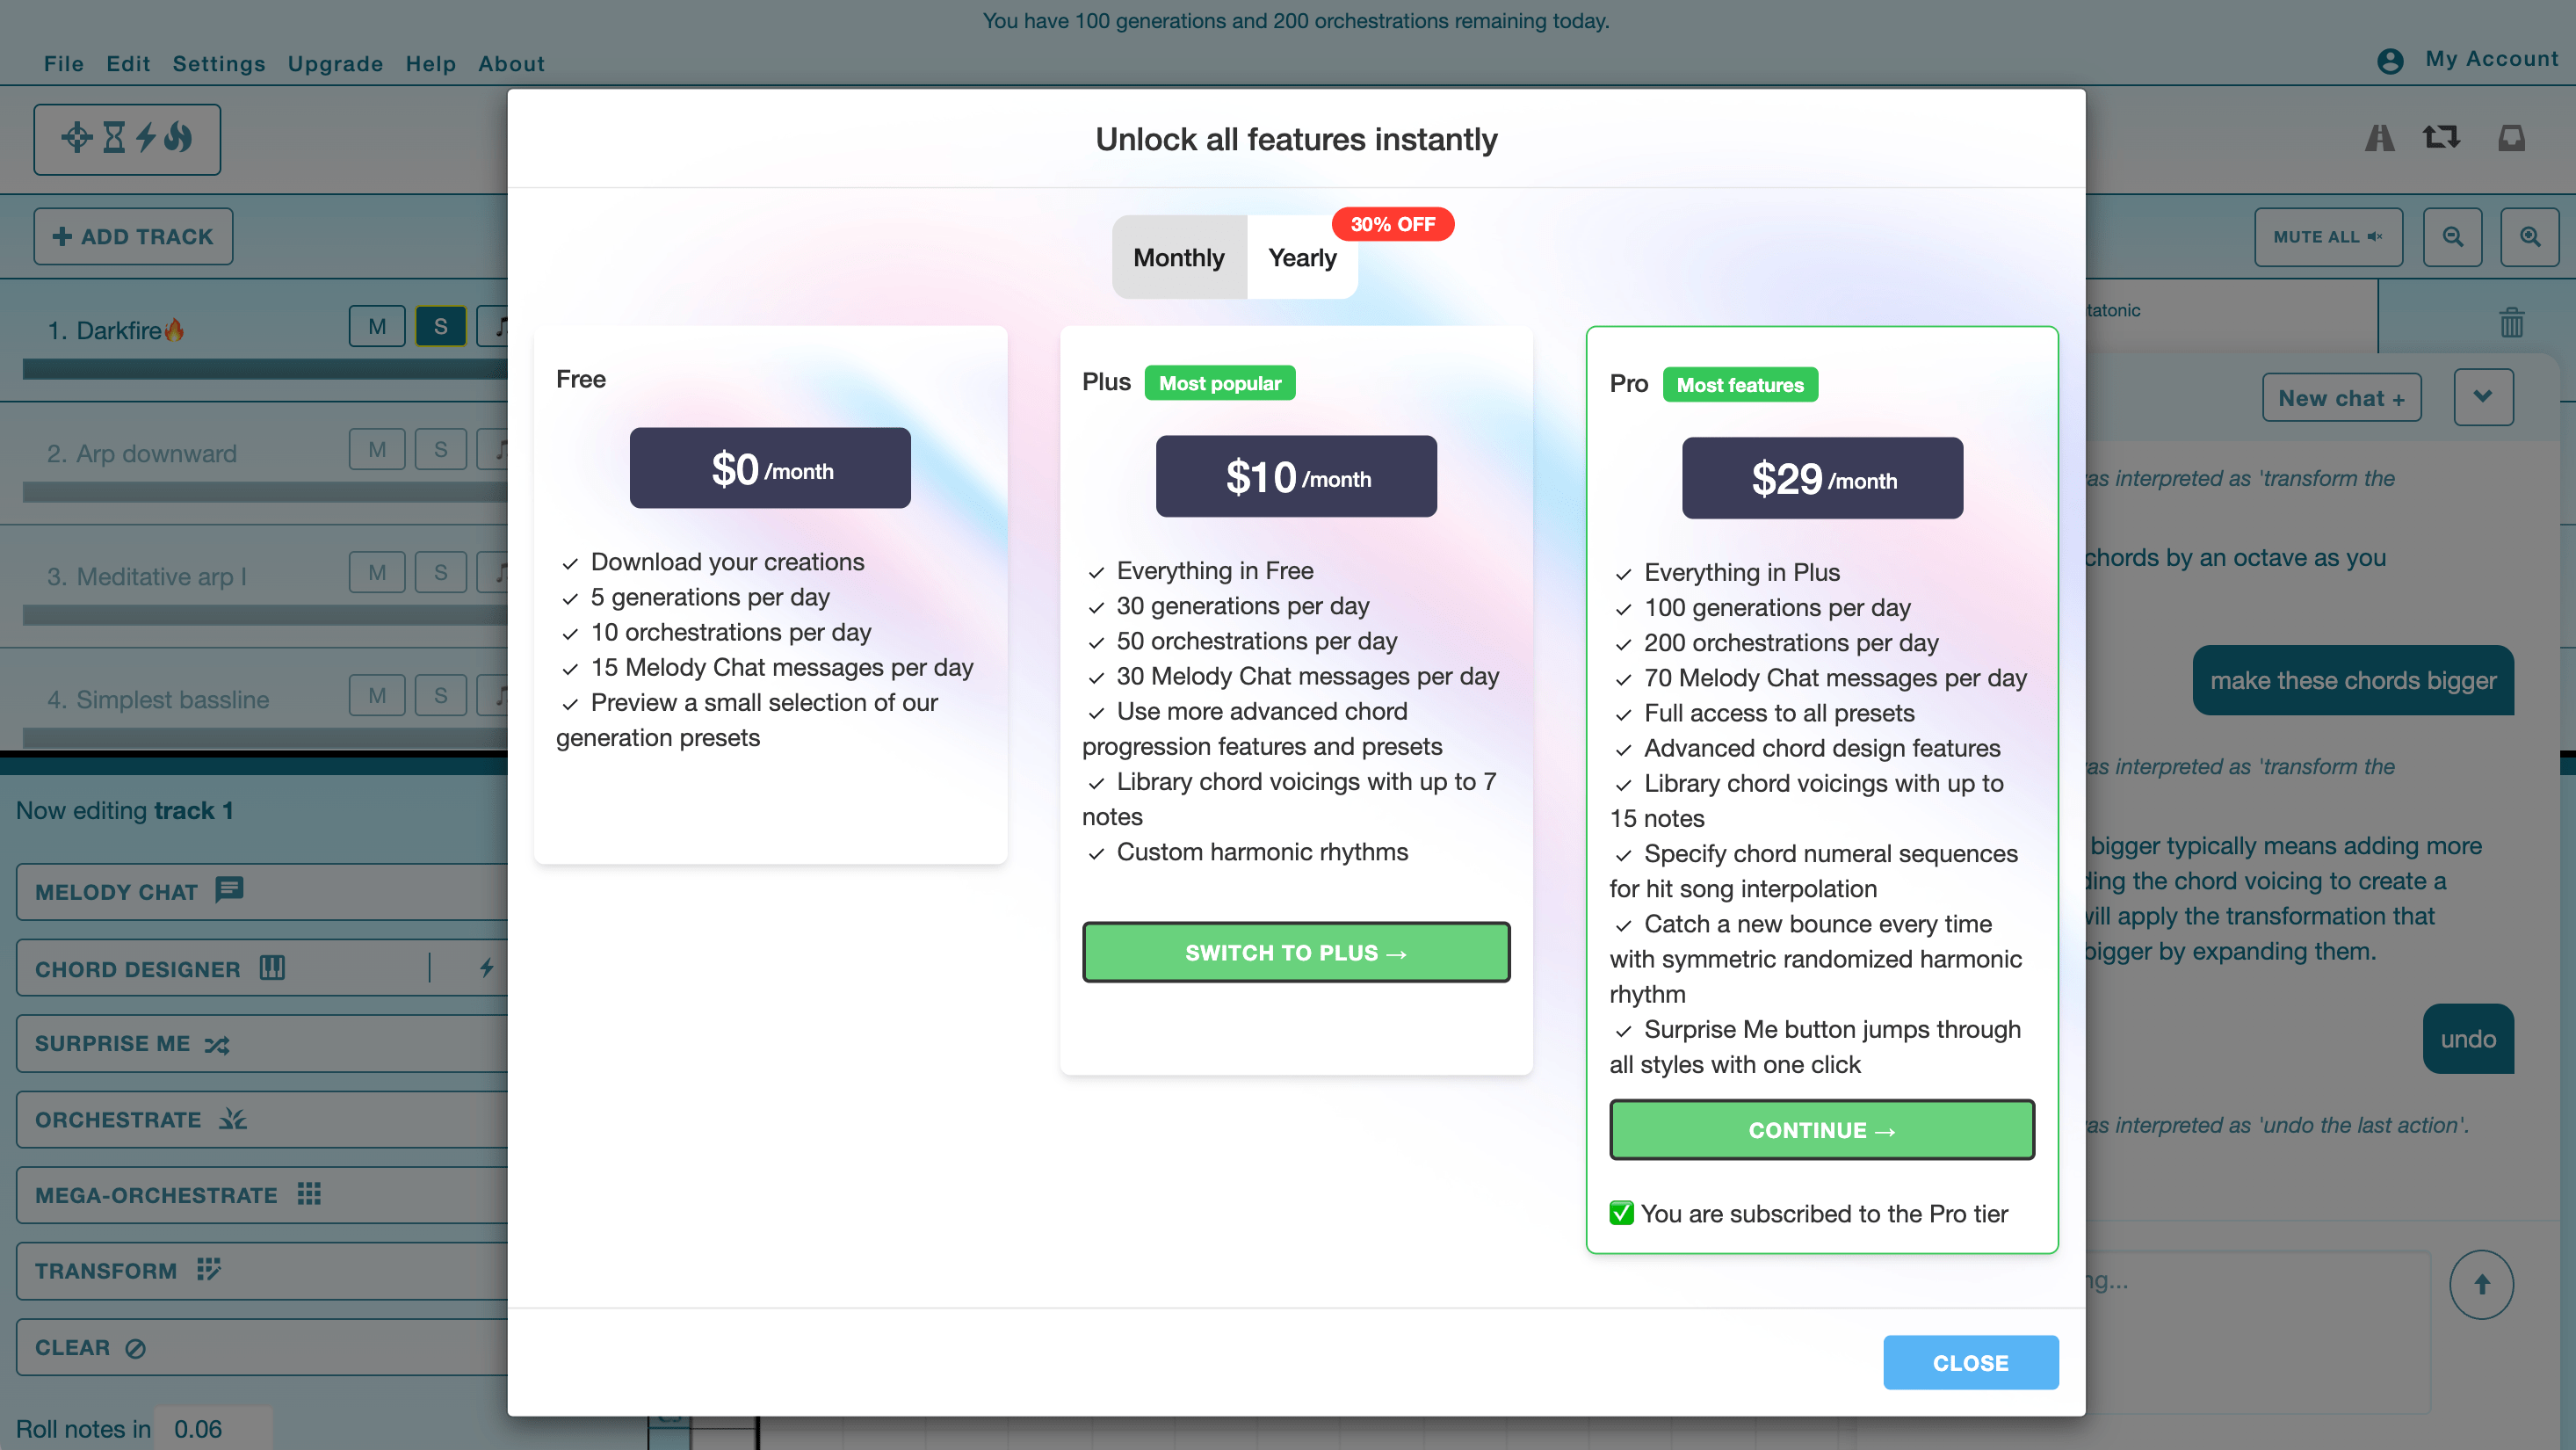 You have 100 generations and 200 orchestrations remaining today.
File Edit Settings Upgrade Help About
My Account
ADD TRACK
MUTE ALL
1. Darkfire🔥
M S
2. Arp downward
M S
3. Meditative arp I
M S
4. Simplest bassline
M S
Now editing track 1
MELODY CHAT
CHORD DESIGNER
SURPRISE ME
ORCHESTRATE
MEGA-ORCHESTRATE
TRANSFORM
CLEAR
Roll notes in 0.06
Unlock all features instantly
Monthly
Yearly
30% OFF
Free
$0 /month
✓ Download your creations
✓ 5 generations per day
✓ 10 orchestrations per day
✓ 15 Melody Chat messages per day
✓ Preview a small selection of our
generation presets
Plus Most popular
$10 /month
✓ Everything in Free
✓ 30 generations per day
✓ 50 orchestrations per day
✓ 30 Melody Chat messages per day
✓ Use more advanced chord
progression features and presets
✓ Library chord voicings with up to 7
notes
✓ Custom harmonic rhythms
SWITCH TO PLUS →
Pro Most features
$29 /month
✓ Everything in Plus
✓ 100 generations per day
✓ 200 orchestrations per day
✓ 70 Melody Chat messages per day
✓ Full access to all presets
✓ Advanced chord design features
✓ Library chord voicings with up to
15 notes
✓ Specify chord numeral sequences
for hit song interpolation
✓ Catch a new bounce every time
with symmetric randomized harmonic
rhythm
✓ Surprise Me button jumps through
all styles with one click
CONTINUE →
✅ You are subscribed to the Pro tier
CLOSE
tatonic
New chat +
as interpreted as 'transform the
chords by an octave as you
make these chords bigger
as interpreted as 'transform the
bigger typically means adding more
ding the chord voicing to create a
will apply the transformation that
bigger by expanding them.
undo
as interpreted as 'undo the last action'.
ng...